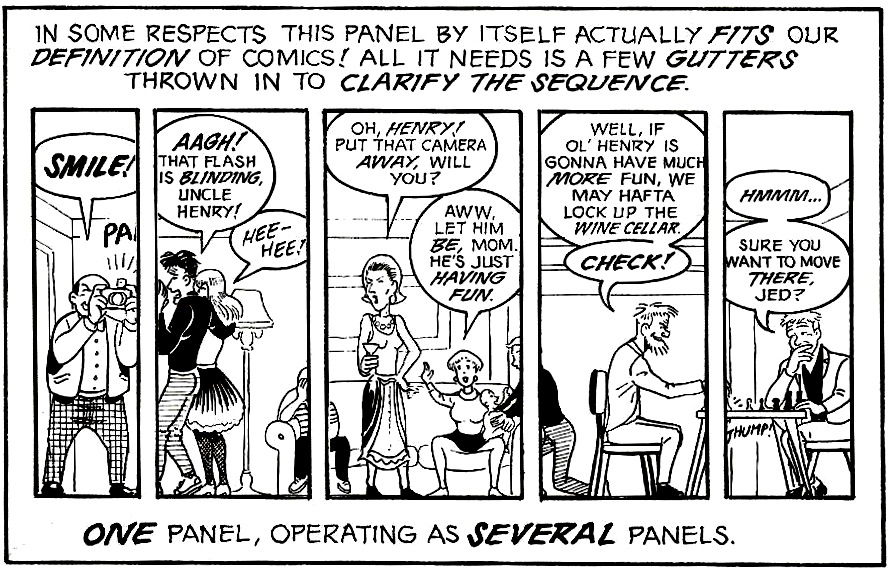 IN SOME RESPECTS THIS PANEL BY ITSELF ACTUALLY FITS OUR
DEFINITION OF COMICS! ALL IT NEEDS IS A FEW GUTTERS
THROWN IN TO CLARIFY THE SEQUENCE.
SMILE!
AAGH!
THAT FLASH
IS BLINDING,
UNCLE
HENRY!
HEE-
HEE!
OH, HENRY!
PUT THAT CAMERA
AWAY, WILL
YOU?
AWW,
LET HIM
BE, MOM.
HE'S JUST
HAVING
FUN.
WELL, IF
OL' HENRY IS
GONNA HAVE MUCH
MORE FUN, WE
MAY HAFTA
LOCK UP THE
WINE CELLAR.
CHECK!
HMMM...
SURE YOU
WANT TO MOVE
THERE,
JED?
THUMP!
ONE PANEL, OPERATING AS SEVERAL PANELS.